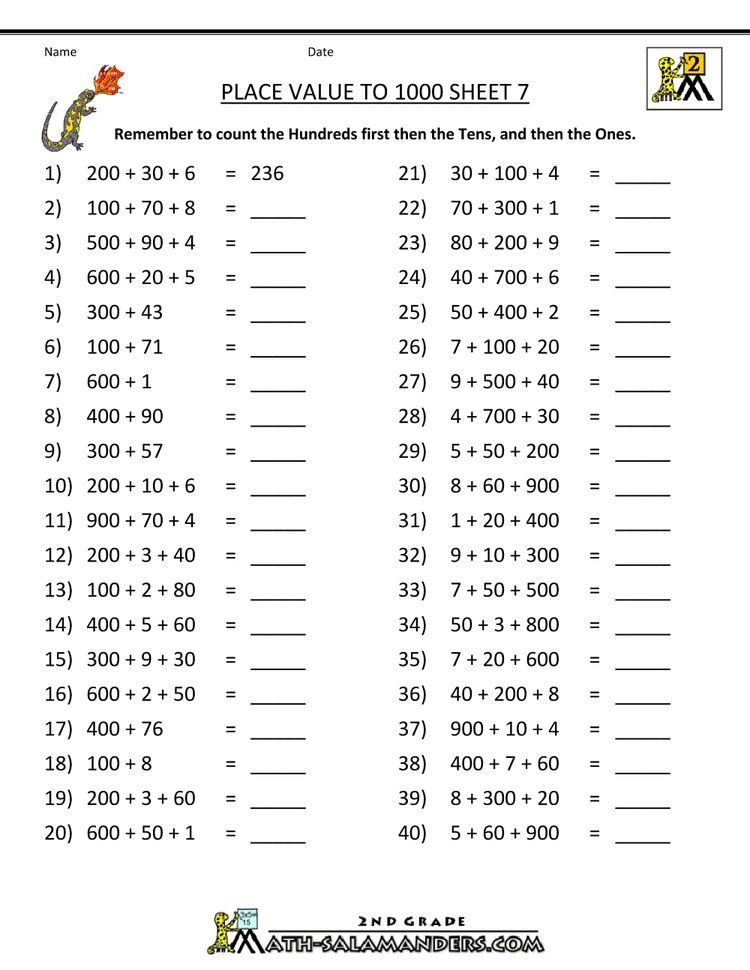 Name Date
2
PLACE VALUE TO 1000 SHEET 7
Remember to count the Hundreds first then the Tens, and then the Ones.
1) 200 + 30 + 6 = 236
2) 100 + 70 + 8 = _____
3) 500 + 90 + 4 = _____
4) 600 + 20 + 5 = _____
5) 300 + 43 = _____
6) 100 + 71 = _____
7) 600 + 1 = _____
8) 400 + 90 = _____
9) 300 + 57 = _____
10) 200 + 10 + 6 = _____
11) 900 + 70 + 4 = _____
12) 200 + 3 + 40 = _____
13) 100 + 2 + 80 = _____
14) 400 + 5 + 60 = _____
15) 300 + 9 + 30 = _____
16) 600 + 2 + 50 = _____
17) 400 + 76 = _____
18) 100 + 8 = _____
19) 200 + 3 + 60 = _____
20) 600 + 50 + 1 = _____
21) 30 + 100 + 4 = _____
22) 70 + 300 + 1 = _____
23) 80 + 200 + 9 = _____
24) 40 + 700 + 6 = _____
25) 50 + 400 + 2 = _____
26) 7 + 100 + 20 = _____
27) 9 + 500 + 40 = _____
28) 4 + 700 + 30 = _____
29) 5 + 50 + 200 = _____
30) 8 + 60 + 900 = _____
31) 1 + 20 + 400 = _____
32) 9 + 10 + 300 = _____
33) 7 + 50 + 500 = _____
34) 50 + 3 + 800 = _____
35) 7 + 20 + 600 = _____
36) 40 + 200 + 8 = _____
37) 900 + 10 + 4 = _____
38) 400 + 7 + 60 = _____
39) 8 + 300 + 20 = _____
40) 5 + 60 + 900 = _____
3x5=
15
2ND GRADE
MATH-SALAMANDERS.COM